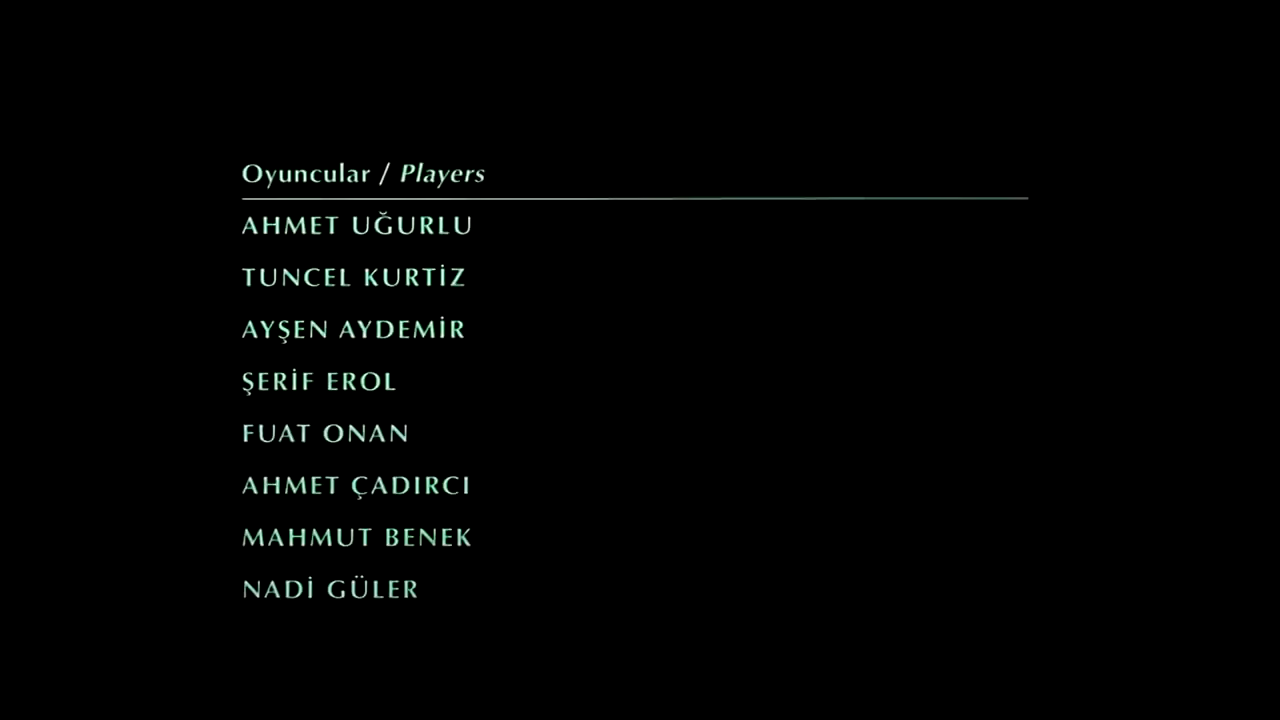 Oyuncular / Players
AHMET UĞURLU
TUNCEL KURTİZ
AYŞEN AYDEMİR
ŞERİF EROL
FUAT ONAN
AHMET ÇADIRCI
MAHMUT BENEK
NADİ GÜLER